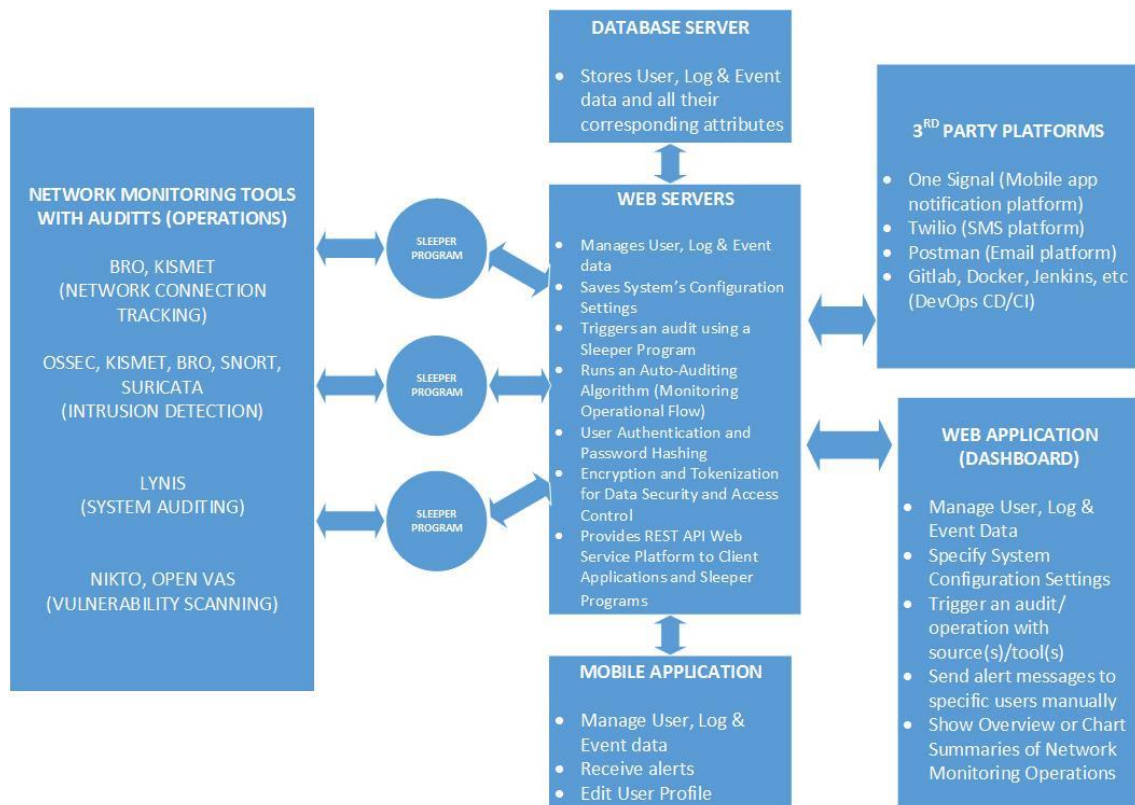 NETWORK MONITORING TOOLS
WITH AUDITTS (OPERATIONS)
BRO, KISMET
(NETWORK CONNECTION
TRACKING)
OSSEC, KISMET, BRO, SNORT,
SURICATA
(INTRUSION DETECTION)
LYNIS
(SYSTEM AUDITING)
NIKTO, OPEN VAS
(VULNERABILITY SCANNING)
SLEEPER
PROGRAM
SLEEPER
PROGRAM
SLEEPER
PROGRAM
DATABASE SERVER
• Stores User, Log & Event
data and all their
corresponding attributes
WEB SERVERS
• Manages User, Log & Event
data
• Saves System's Configuration
Settings
• Triggers an audit using a
Sleeper Program
• Runs an Auto-Auditing
Algorithm (Monitoring
Operational Flow)
• User Authentication and
Password Hashing
• Encryption and Tokenization
for Data Security and Access
Control
• Provides REST API Web
Service Platform to Client
Applications and Sleeper
Programs
MOBILE APPLICATION
• Manage User, Log &
Event data
• Receive alerts
• Edit User Profile
3RD PARTY PLATFORMS
• One Signal (Mobile app
notification platform)
• Twilio (SMS platform)
• Postman (Email platform)
• Gitlab, Docker, Jenkins, etc
(DevOps CD/CI)
WEB APPLICATION
(DASHBOARD)
• Manage User, Log &
Event Data
• Specify System
Configuration Settings
• Trigger an audit/
operation with
source(s)/tool(s)
• Send alert messages to
specific users manually
• Show Overview or Chart
Summaries of Network
Monitoring Operations